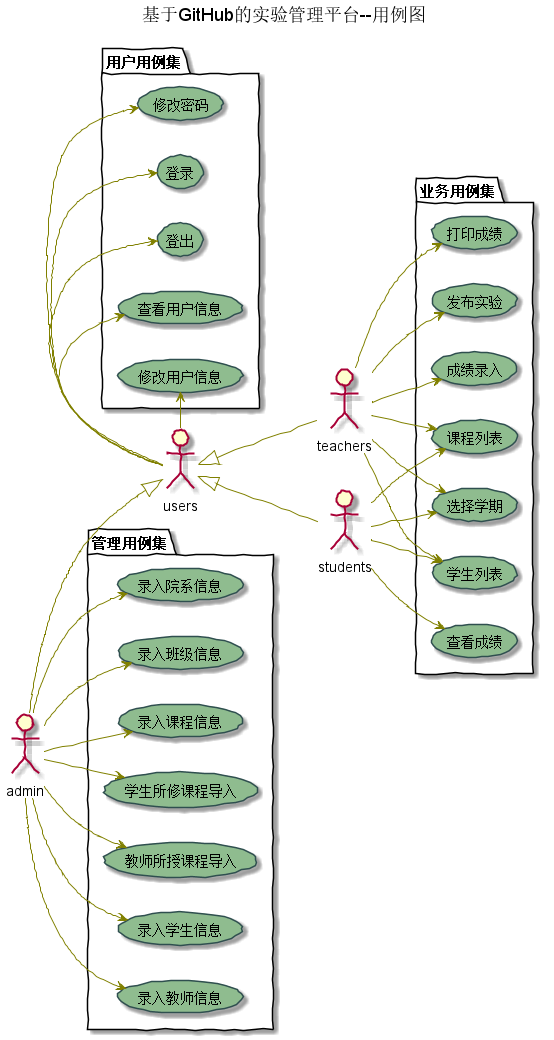 基于GitHub的实验管理平台--用例图
用户用例集
修改密码
登录
登出
查看用户信息
修改用户信息
业务用例集
打印成绩
发布实验
成绩录入
课程列表
选择学期
学生列表
查看成绩
teachers
users
students
管理用例集
录入院系信息
录入班级信息
录入课程信息
学生所修课程导入
教师所授课程导入
录入学生信息
录入教师信息
admin